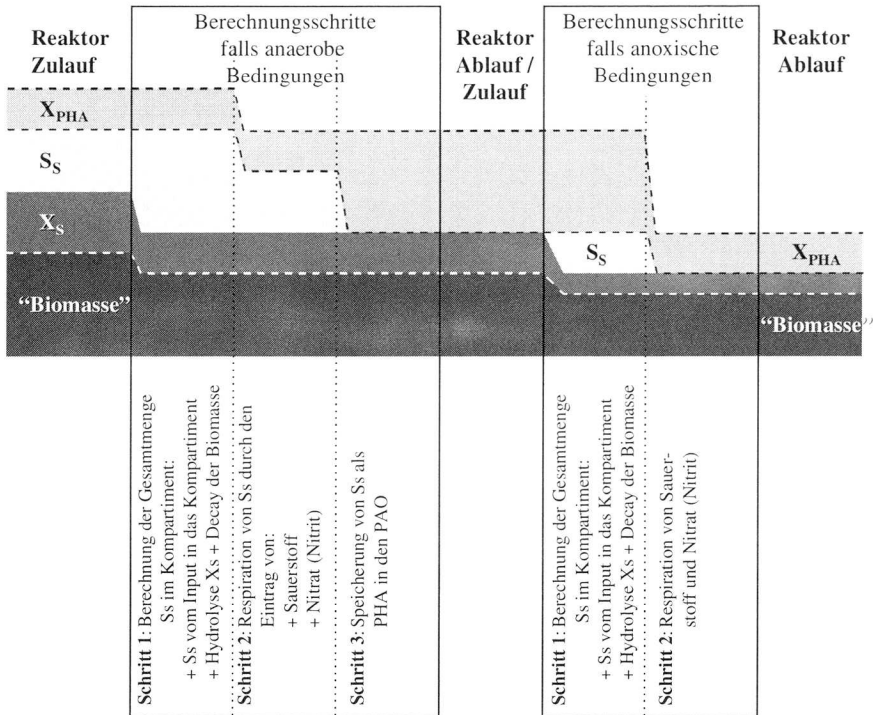 Reaktor
Zulauf
Berechnungsschritte
falls anaerobe
Bedingungen
Reaktor
Ablauf /
Zulauf
Berechnungsschritte
falls anoxische
Bedingungen
Reaktor
Ablauf
X_PHA
S_S
X_S
“Biomasse”
S_S
X_PHA
“Biomasse”
Schritt 1: Berechnung der Gesamtmenge
Ss im Kompartiment:
+ Ss vom Input in das Kompartiment
+ Hydrolyse Xs + Decay der Biomasse
Schritt 2: Respiration von Ss durch den
Eintrag von:
+ Sauerstoff
+ Nitrat (Nitrit)
Schritt 3: Speicherung von Ss als
PHA in den PAO
Schritt 1: Berechnung der Gesamtmenge
Ss im Kompartiment:
+ Ss vom Input in das Kompartiment
+ Hydrolyse Xs + Decay der Biomasse
Schritt 2: Respiration von Sauer-
stoff und Nitrat (Nitrit)